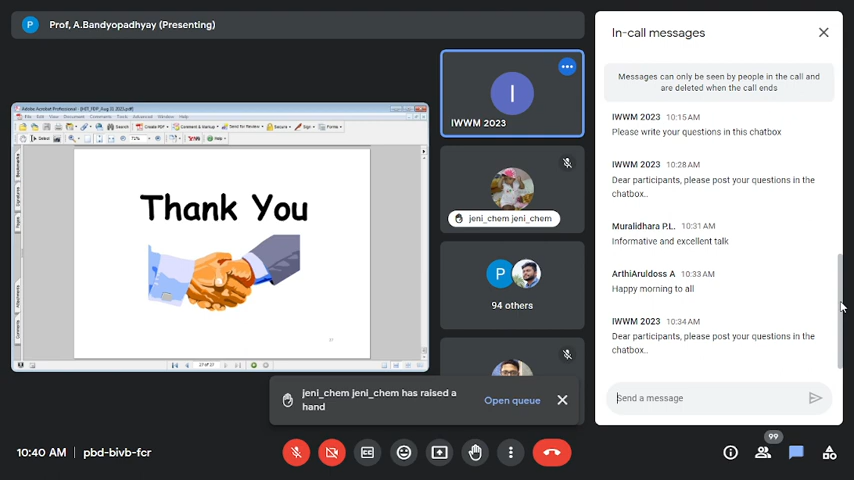 P Prof, A.Bandyopadhyay (Presenting)
Thank You
I
IWWM 2023
jeni_chem jeni_chem
P
94 others
jeni_chem jeni_chem has raised a
hand
Open queue
In-call messages
Messages can only be seen by people in the call and
are deleted when the call ends
IWWM 2023 10:15 AM
Please write your questions in this chatbox
IWWM 2023 10:28 AM
Dear participants, please post your questions in the
chatbox..
Muralidhara P.L. 10:31 AM
Informative and excellent talk
ArthiAruldoss A 10:33 AM
Happy morning to all
IWWM 2023 10:34 AM
Dear participants, please post your questions in the
chatbox..
Send a message
10:40 AM | pbd-bivb-fcr
99